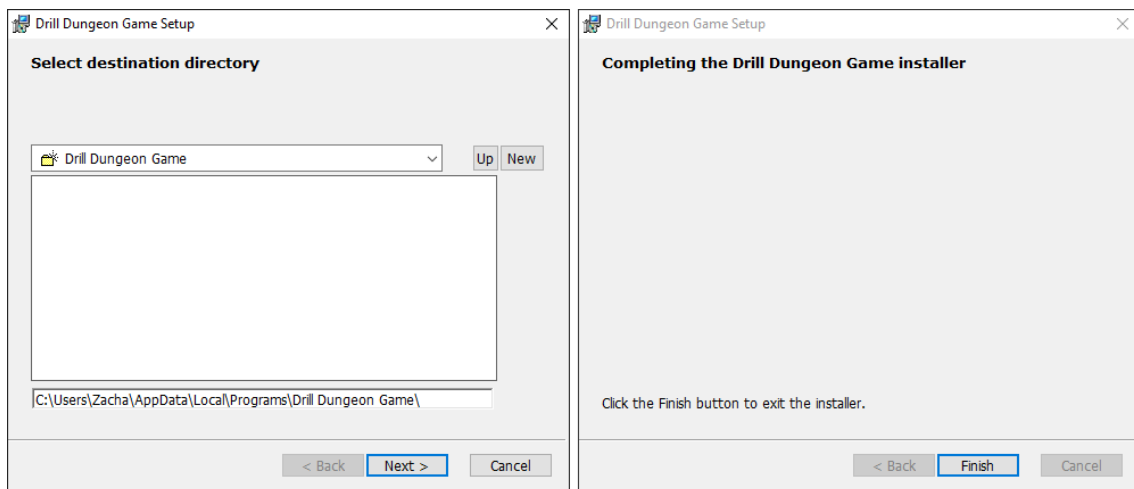 Drill Dungeon Game Setup
Select destination directory
Drill Dungeon Game
Up New
C:\Users\Zacha\AppData\Local\Programs\Drill Dungeon Game\
< Back Next > Cancel
Drill Dungeon Game Setup
Completing the Drill Dungeon Game installer
Click the Finish button to exit the installer.
< Back Finish Cancel